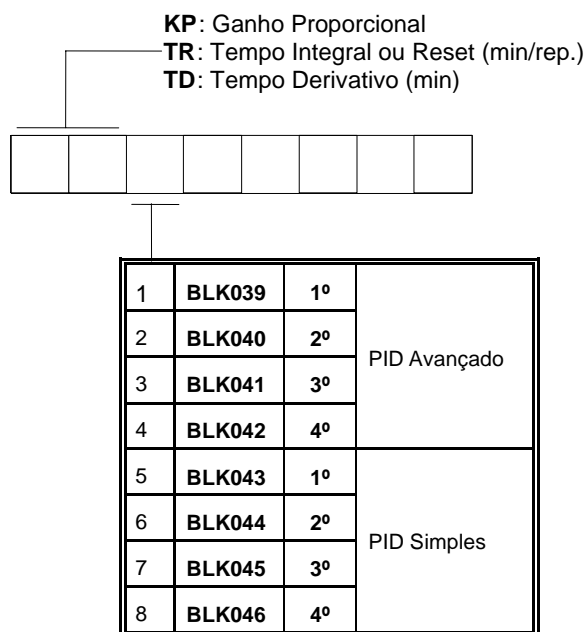 KP: Ganho Proporcional
TR: Tempo Integral ou Reset (min/rep.)
TD: Tempo Derivativo (min)
1 BLK039 1º
2 BLK040 2º
PID Avançado
3 BLK041 3º
4 BLK042 4º
5 BLK043 1º
6 BLK044 2º
PID Simples
7 BLK045 3º
8 BLK046 4º